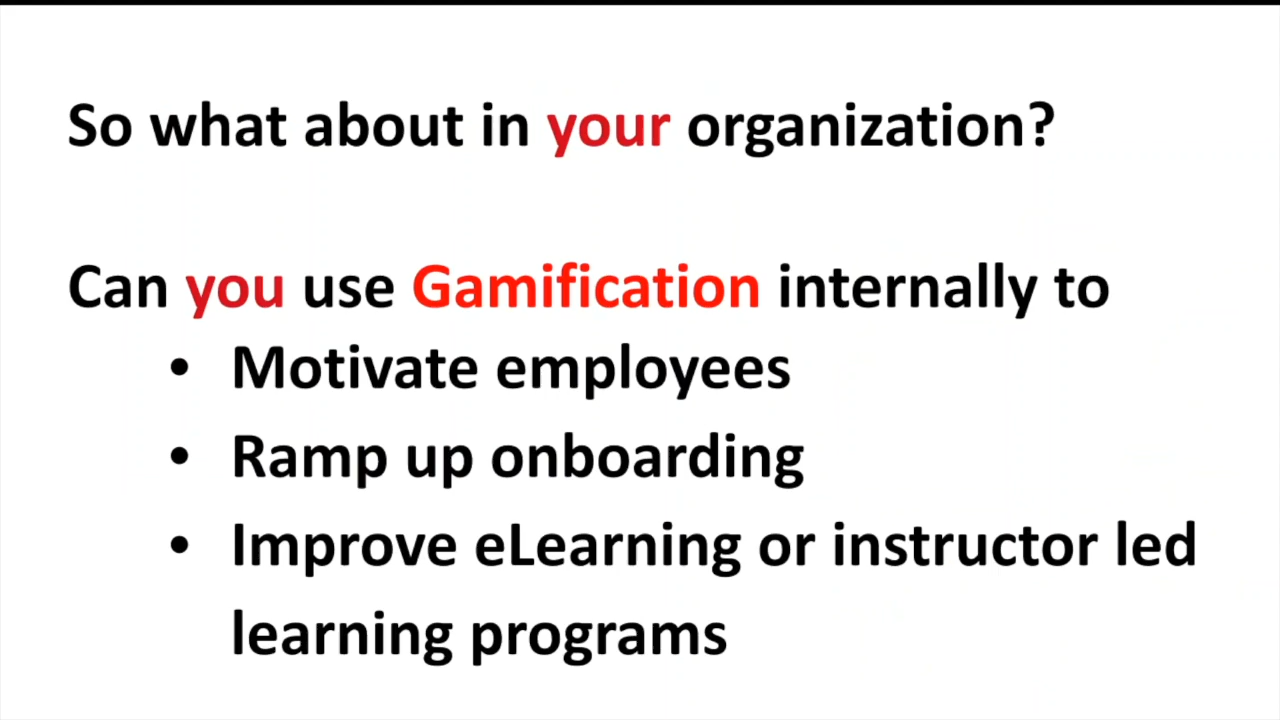 So what about in your organization?
Can you use Gamification internally to
• Motivate employees
• Ramp up onboarding
• Improve eLearning or instructor led
learning programs